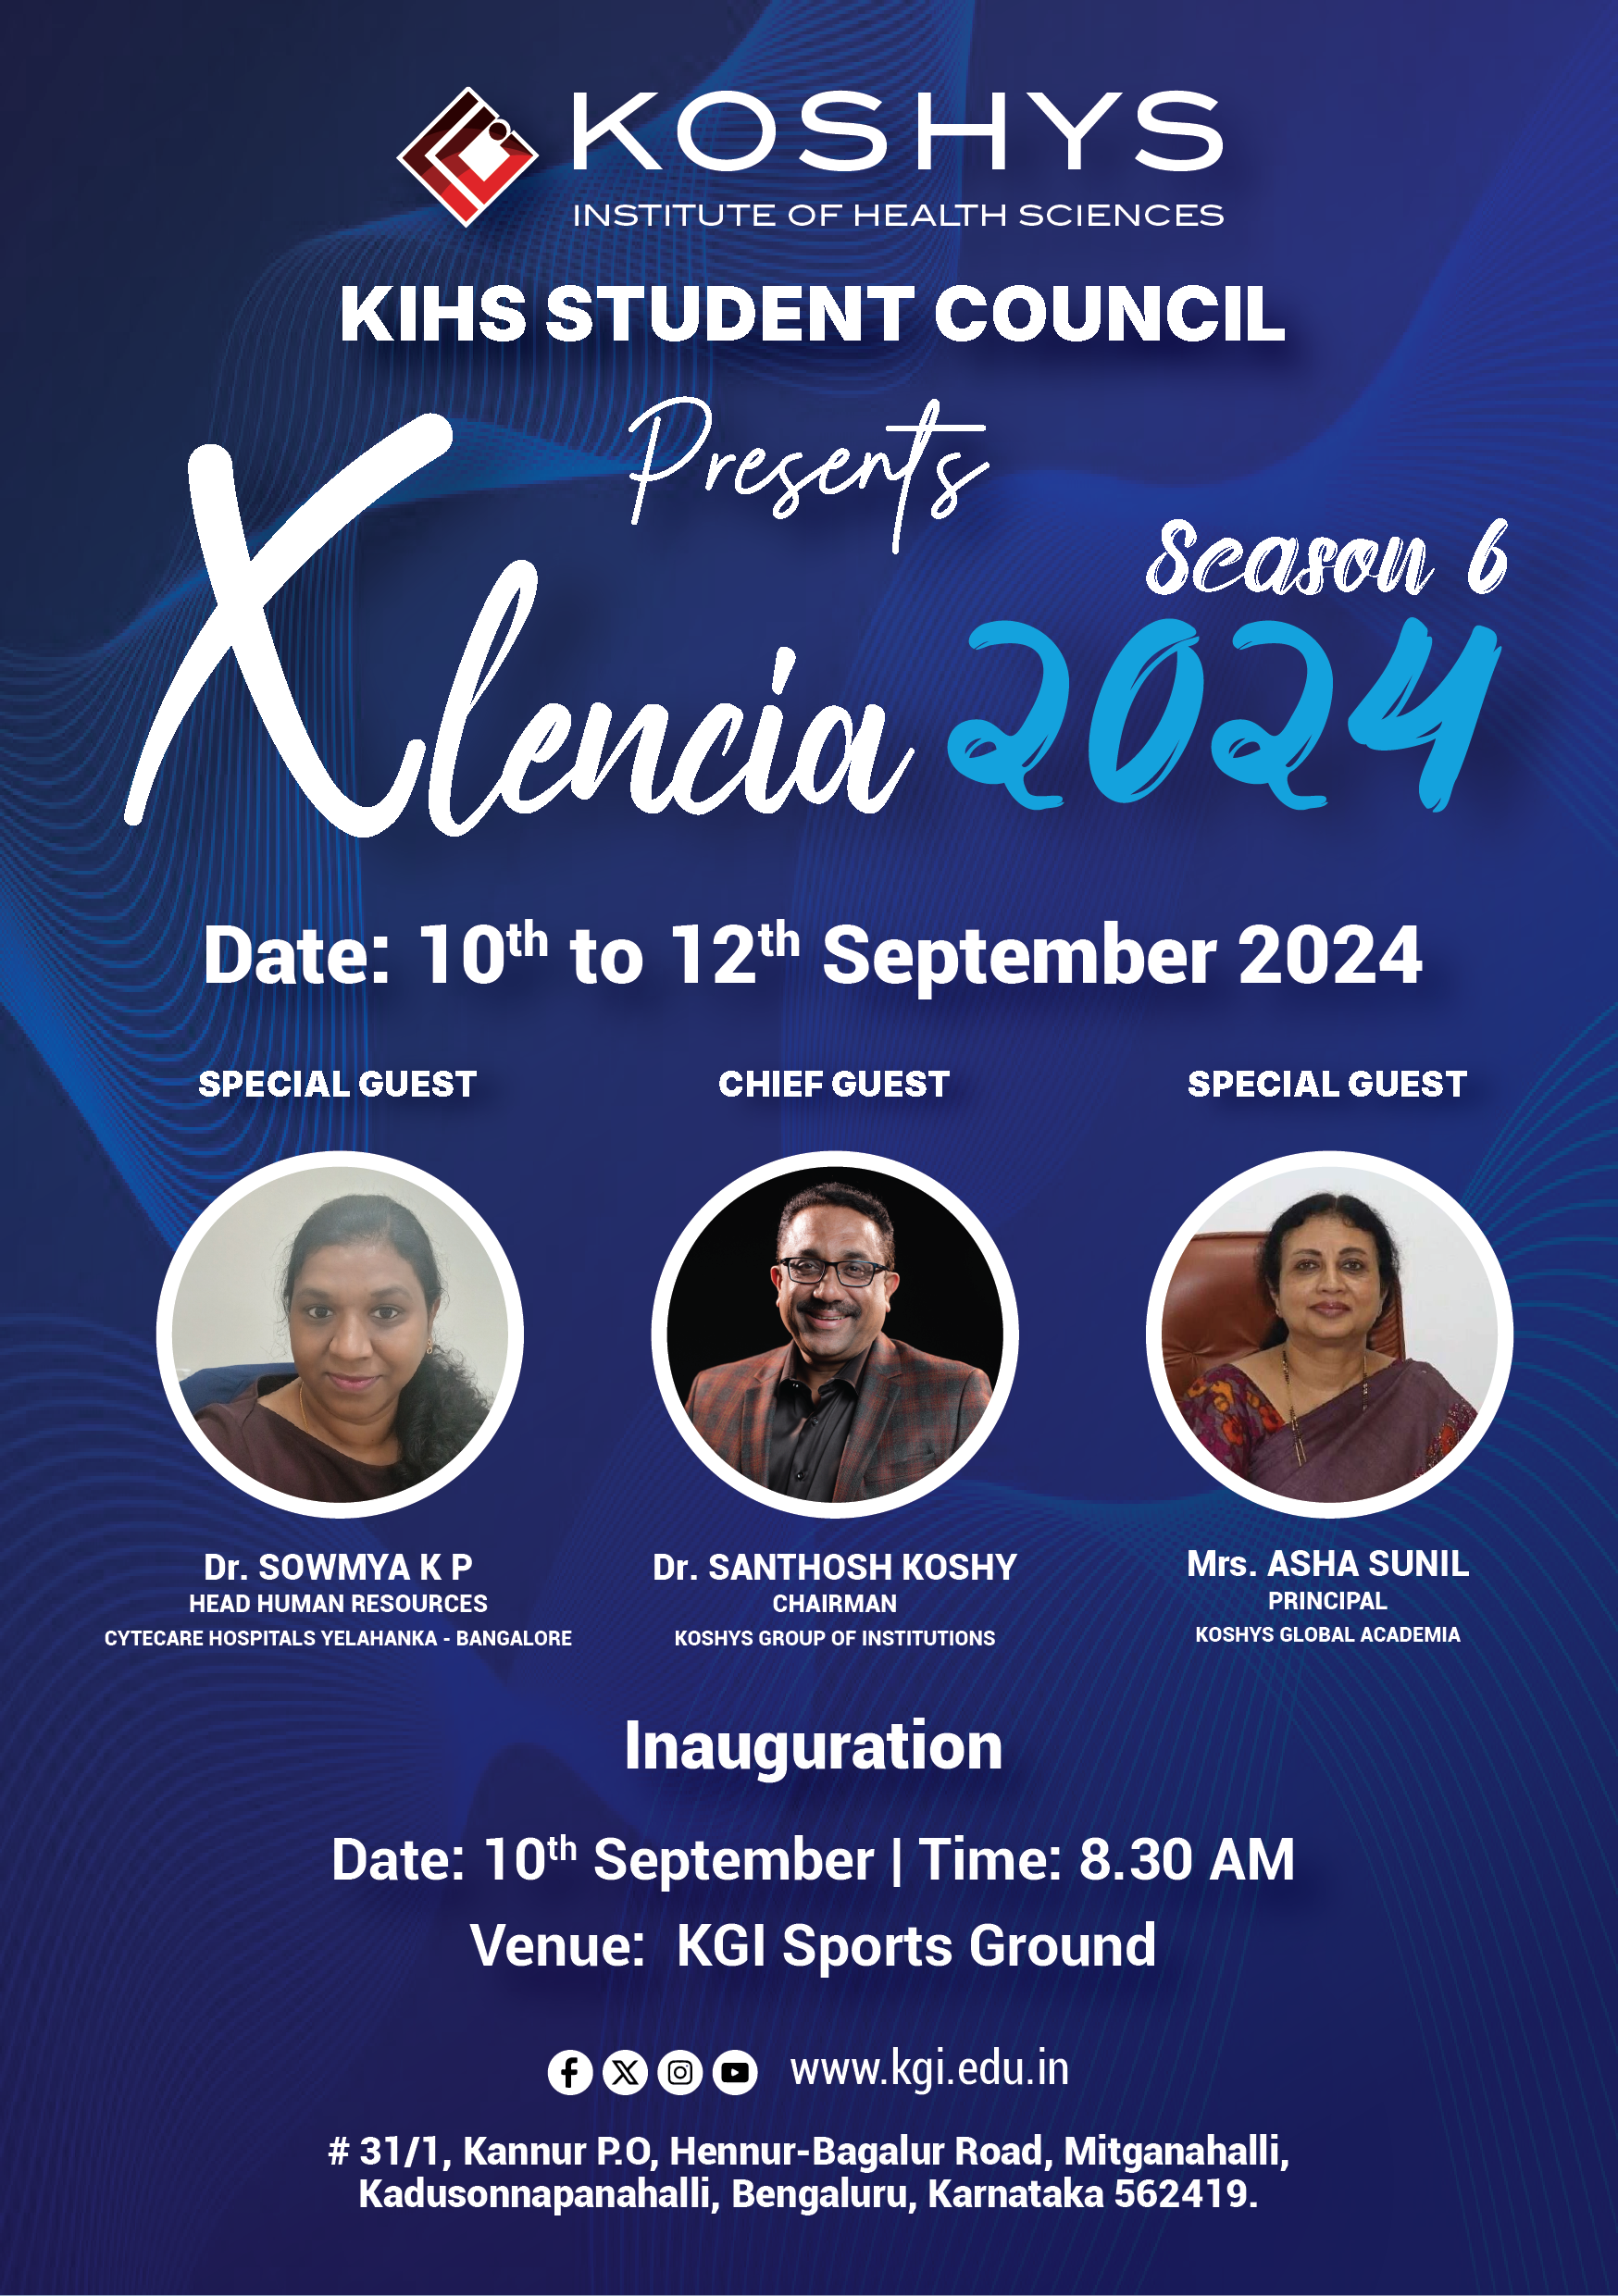 KOSHYS
INSTITUTE OF HEALTH SCIENCES
KIHS STUDENT COUNCIL
Presents
Season 6
Xlencia 2024
Date: 10th to 12th September 2024
SPECIAL GUEST
CHIEF GUEST
SPECIAL GUEST
Dr. SOWMYA K P
HEAD HUMAN RESOURCES
CYTECARE HOSPITALS YELAHANKA - BANGALORE
Dr. SANTHOSH KOSHY
CHAIRMAN
KOSHYS GROUP OF INSTITUTIONS
Mrs. ASHA SUNIL
PRINCIPAL
KOSHYS GLOBAL ACADEMIA
Inauguration
Date: 10th September | Time: 8.30 AM
Venue: KGI Sports Ground
www.kgi.edu.in
# 31/1, Kannur P.O, Hennur-Bagalur Road, Mitganahalli,
Kadusonnapanahalli, Bengaluru, Karnataka 562419.